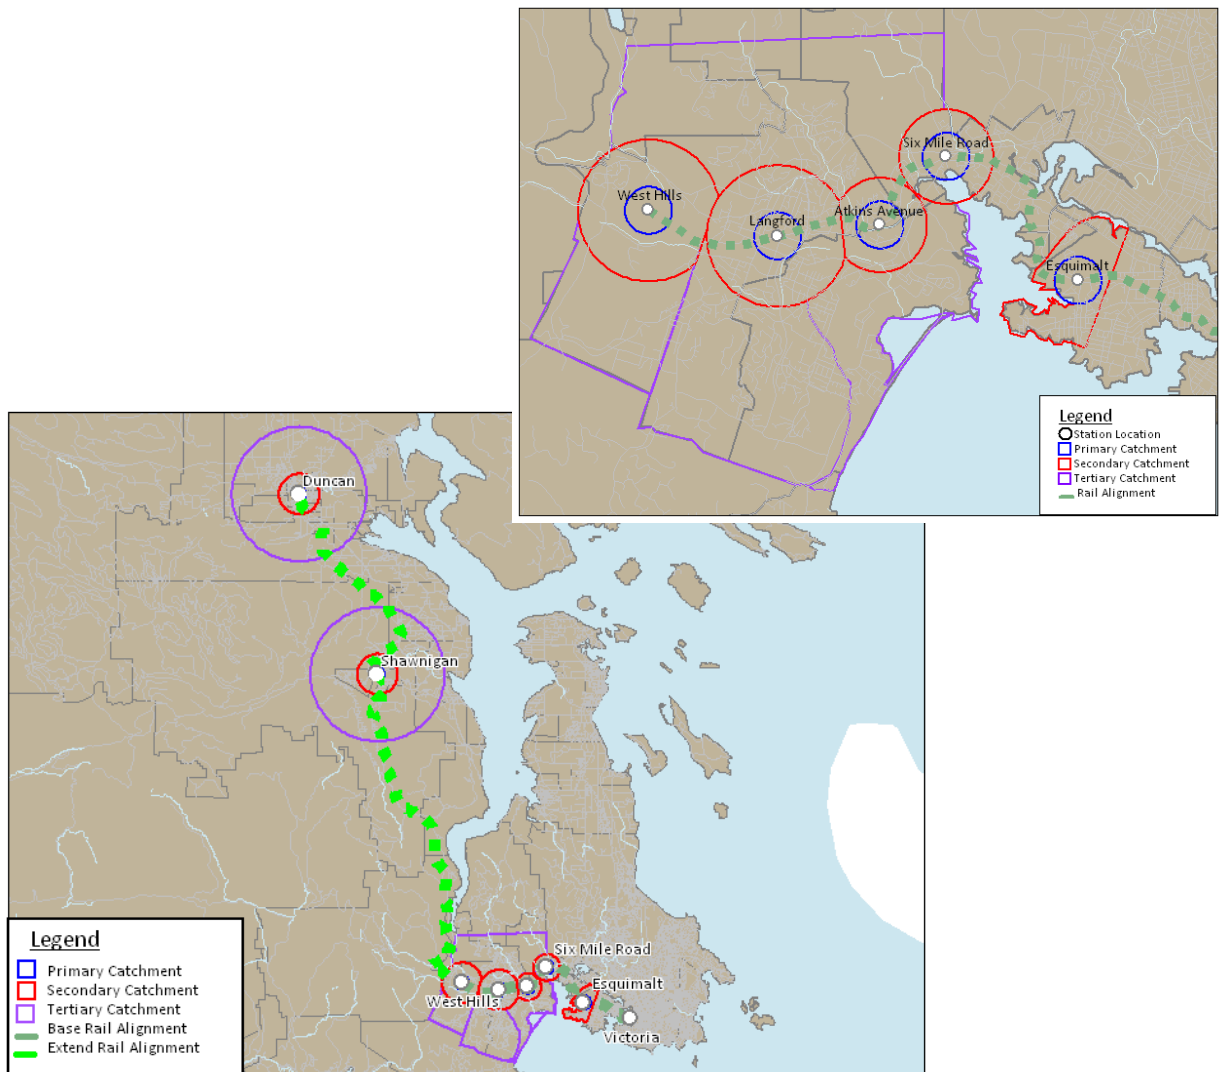 Six Mile Road
West Hills
Langford
Atkins Avenue
Esquimalt
Legend
Station Location
Primary Catchment
Secondary Catchment
Tertiary Catchment
Rail Alignment
Duncan
Shawnigan
Six Mile Road
Esquimalt
West Hills
Victoria
Legend
Primary Catchment
Secondary Catchment
Tertiary Catchment
Base Rail Alignment
Extend Rail Alignment